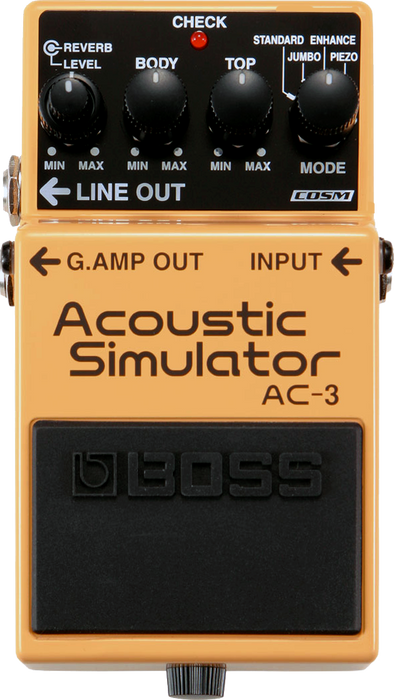 CHECK
REVERB
LEVEL
BODY
TOP
STANDARD ENHANCE
JUMBO PIEZO
MIN MAX
MIN MAX
MIN MAX
MODE
LINE OUT
COSM
G.AMP OUT
INPUT
Acoustic
Simulator
AC-3
BOSS